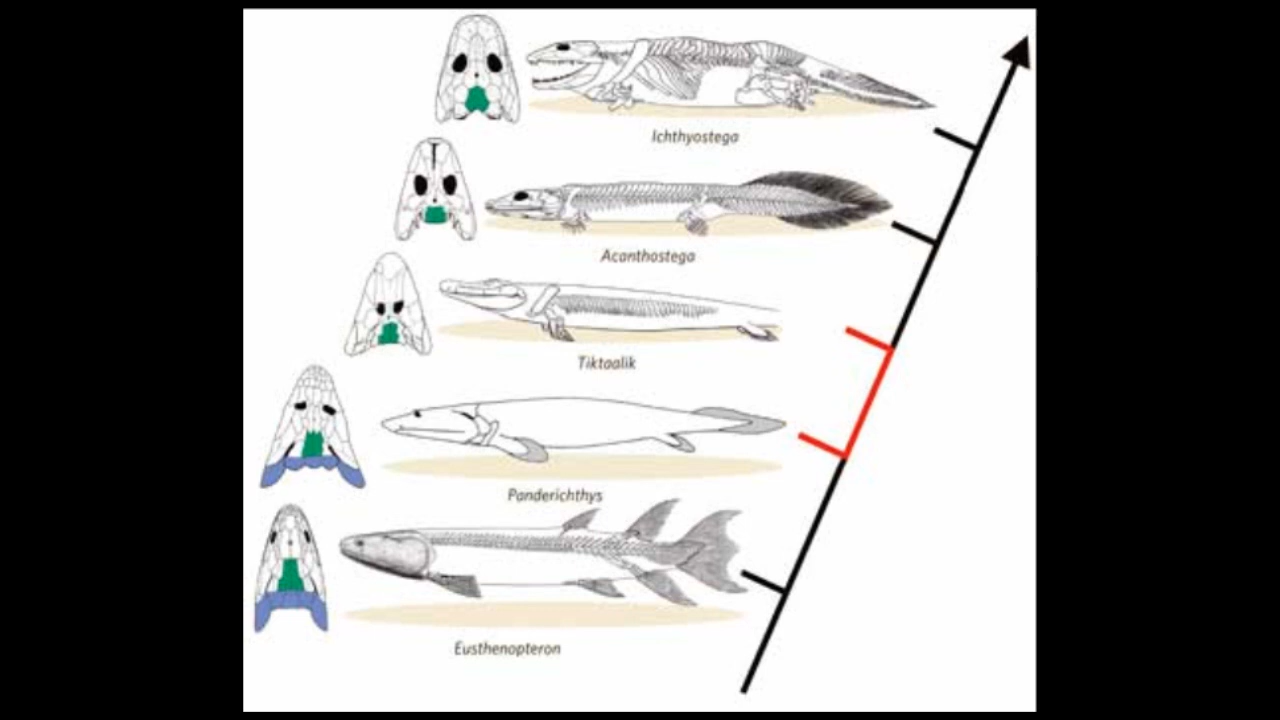 Ichthyostega
Acanthostega
Tiktaalik
Panderichthys
Eusthenopteron